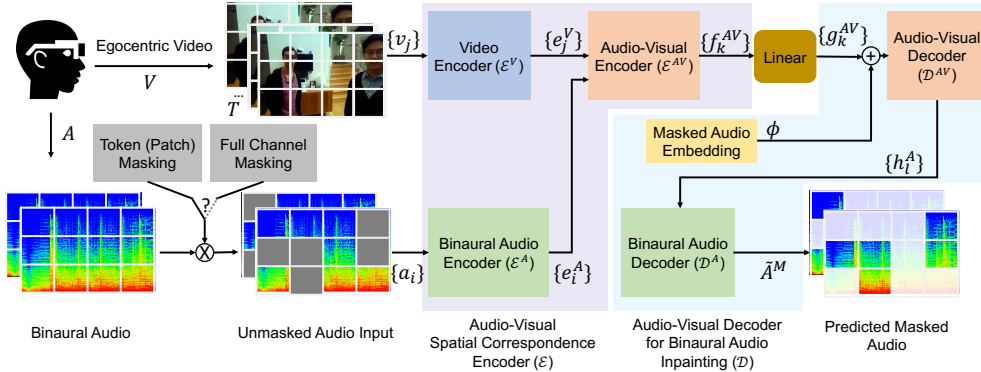 Egocentric Video
V
A
...
T
{v_j}
Video
Encoder (ℰ^V)
{e_j^V}
Audio-Visual
Encoder (ℰ^{AV})
{f_k^{AV}}
Linear
{g_k^{AV}}
+
Audio-Visual
Decoder
(𝒟^{AV})
Token (Patch)
Masking
Full Channel
Masking
?
X
Masked Audio
Embedding
ϕ
{h_l^A}
{a_i}
Binaural Audio
Encoder (ℰ^A)
{e_i^A}
Binaural Audio
Decoder (𝒟^A)
Ã^M
Binaural Audio
Unmasked Audio Input
Audio-Visual
Spatial Correspondence
Encoder (ℰ)
Audio-Visual Decoder
for Binaural Audio
Inpainting (𝒟)
Predicted Masked
Audio